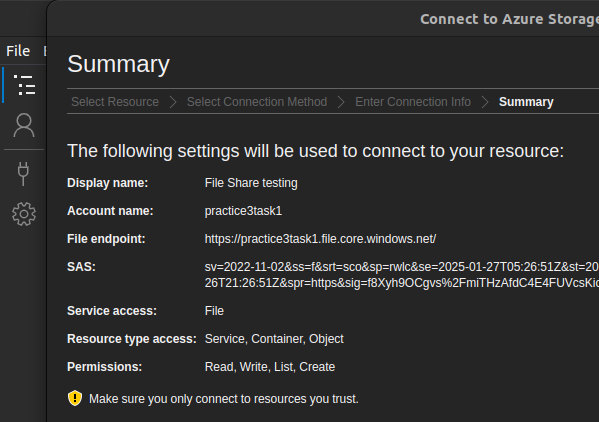 Connect to Azure Storage
File
Summary
Select Resource > Select Connection Method > Enter Connection Info > Summary
The following settings will be used to connect to your resource:
Display name: File Share testing
Account name: practice3task1
File endpoint: https://practice3task1.file.core.windows.net/
SAS: sv=2022-11-02&ss=f&srt=sco&sp=rwlc&se=2025-01-27T05:26:51Z&st=20
26T21:26:51Z&spr=https&sig=f8Xyh9OCgvs%2FmiTHzAfdC4E4FUVcsKio
Service access: File
Resource type access: Service, Container, Object
Permissions: Read, Write, List, Create
Make sure you only connect to resources you trust.